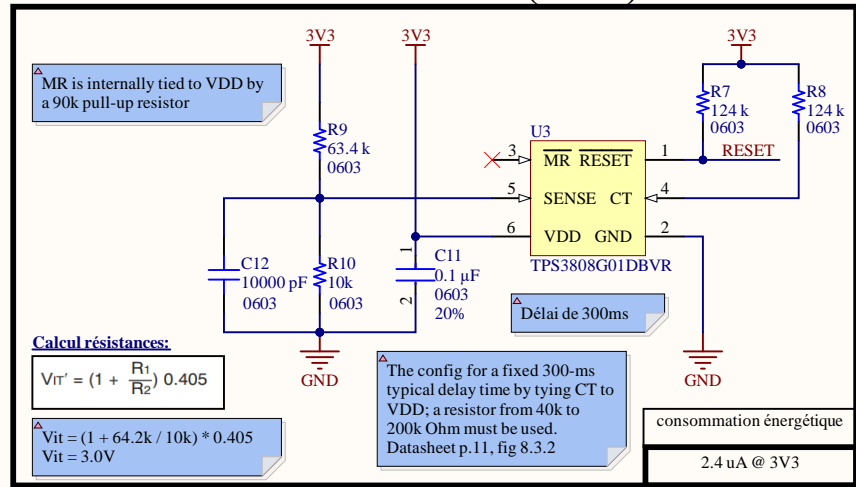 3V3
3V3
3V3
MR is internally tied to VDD by
a 90k pull-up resistor
R9
63.4 k
0603
R7
124 k
0603
R8
124 k
0603
U3
3
MR
RESET
1
RESET
5
SENSE
CT
4
6
VDD
GND
2
TPS3808G01DBVR
C12
10000 pF
0603
R10
10k
0603
1
C11
0.1 µF
0603
20%
2
Délai de 300ms
GND
GND
Calcul résistances:
VIT' = (1 + R1/R2) 0.405
Vit = (1 + 64.2k / 10k) * 0.405
Vit = 3.0V
The config for a fixed 300-ms
typical delay time by tying CT to
VDD; a resistor from 40k to
200k Ohm must be used.
Datasheet p.11, fig 8.3.2
consommation énergétique
2.4 uA @ 3V3